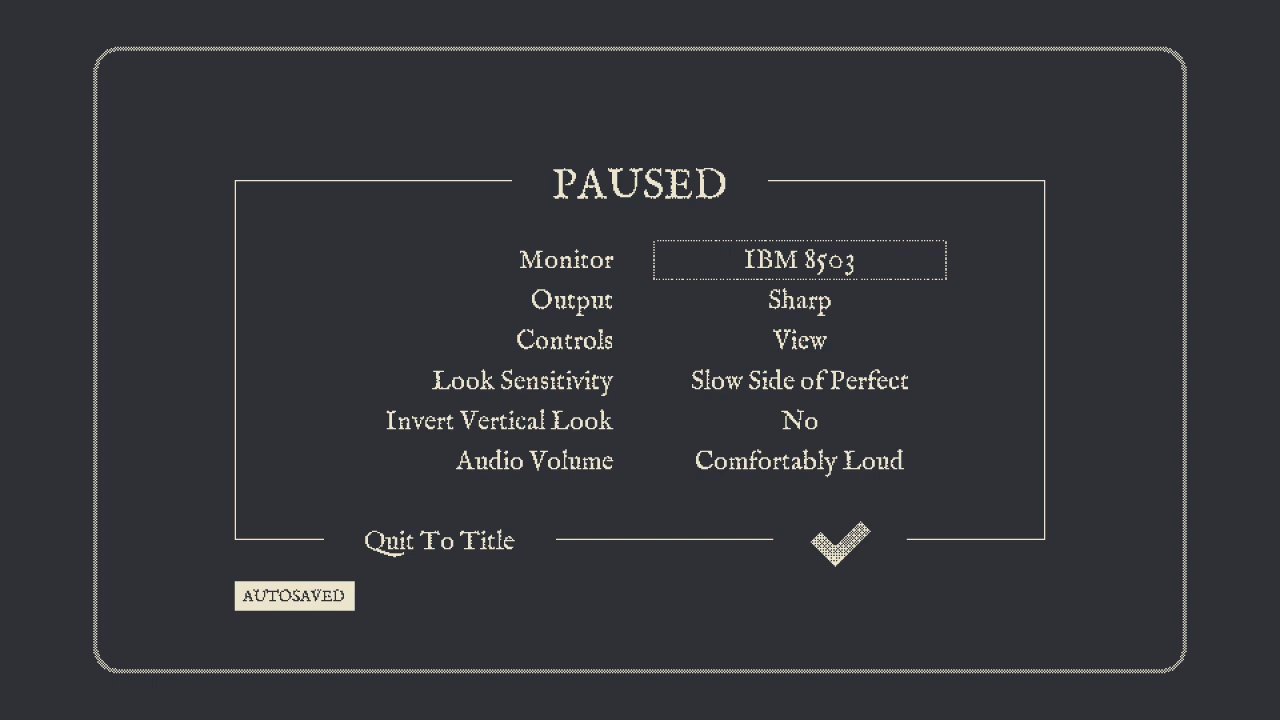 PAUSED
Monitor IBM 8503
Output Sharp
Controls View
Look Sensitivity Slow Side of Perfect
Invert Vertical Look No
Audio Volume Comfortably Loud
Quit To Title
AUTOSAVED